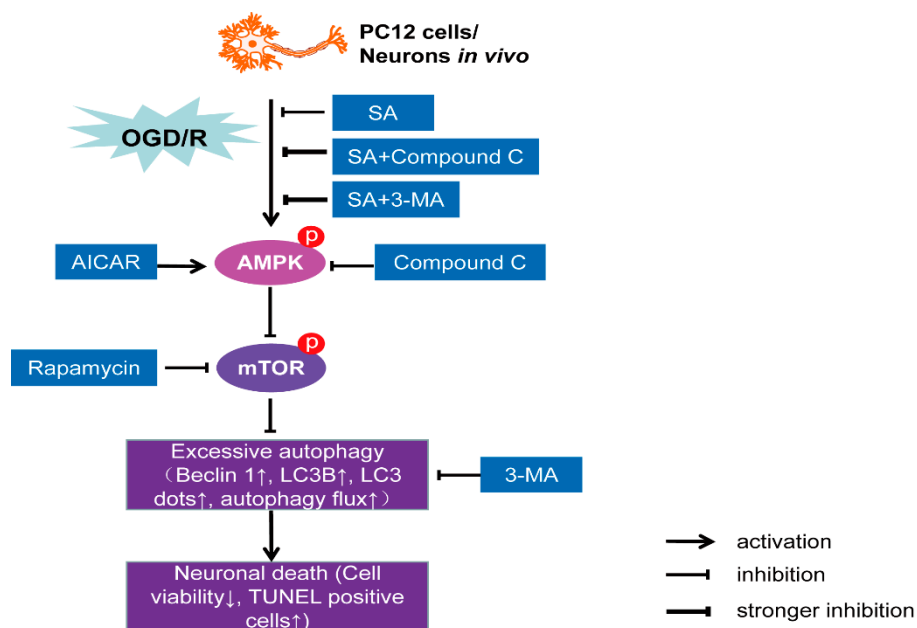 PC12 cells/
Neurons in vivo
OGD/R
SA
SA+Compound C
SA+3-MA
p
AICAR
AMPK
Compound C
p
Rapamycin
mTOR
Excessive autophagy
（Beclin 1↑, LC3B↑, LC3
dots↑, autophagy flux↑）
3-MA
Neuronal death (Cell
viability↓, TUNEL positive
cells↑)
activation
inhibition
stronger inhibition